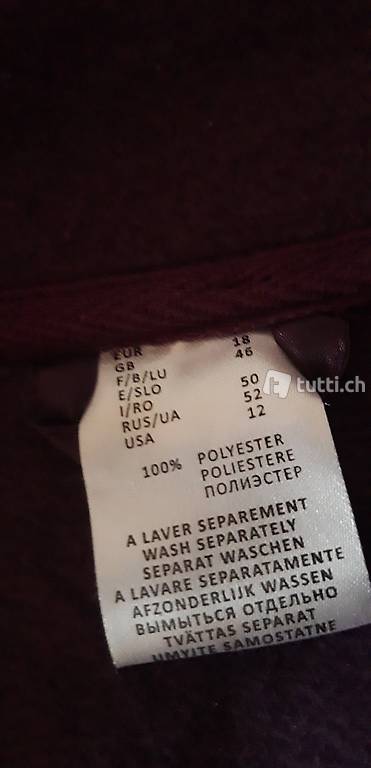 EUR
GB 18
F/B/LU 46
E/SLO
I/RO 50
RUS/UA 52
USA 12
100% POLYESTER
POLIESTERE
ПОЛИЭСТЕР
A LAVER SEPAREMENT
WASH SEPARATELY
SEPARAT WASCHEN
A LAVARE SEPARATAMENTE
AFZONDERLIJK WASSEN
ВЫМЫТЬСЯ ОТДЕЛЬНО
TVÄTTAS SEPARAT
UMYITE SAMOSTATNE
tutti.ch